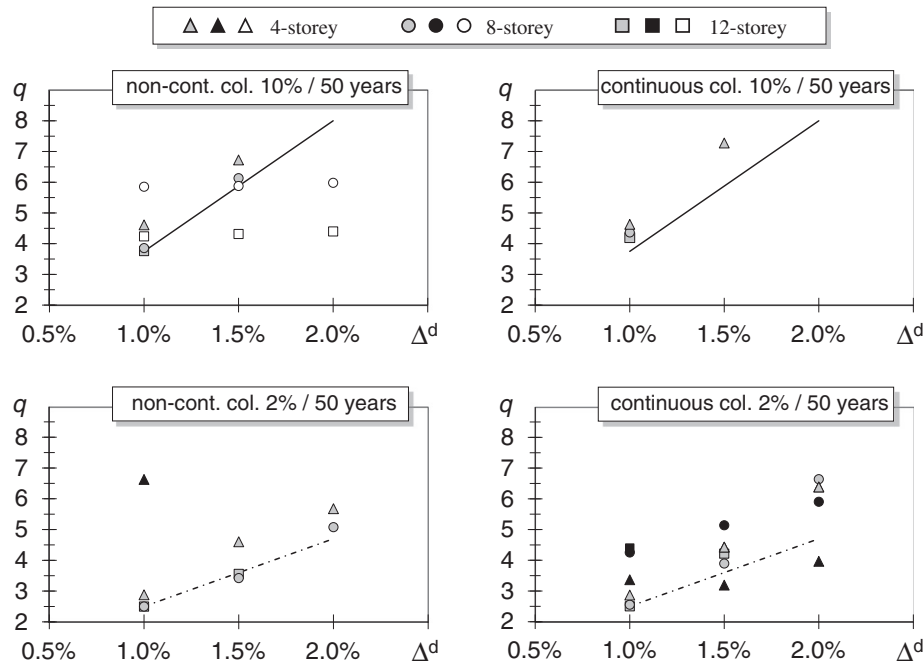 4-storey 8-storey 12-storey
non-cont. col. 10% / 50 years
q
8
7
6
5
4
3
2
0.5% 1.0% 1.5% 2.0% Δd
continuous col. 10% / 50 years
q
8
7
6
5
4
3
2
0.5% 1.0% 1.5% 2.0% Δd
non-cont. col. 2% / 50 years
q
8
7
6
5
4
3
2
0.5% 1.0% 1.5% 2.0% Δd
continuous col. 2% / 50 years
q
8
7
6
5
4
3
2
0.5% 1.0% 1.5% 2.0% Δd